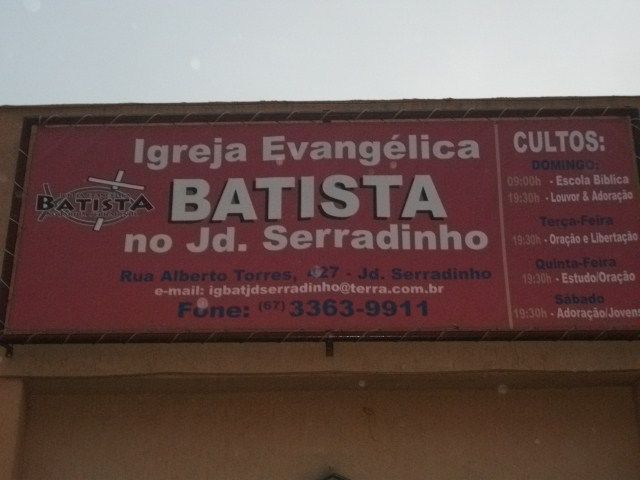 Igreja Evangélica
BATISTA
no Jd. Serradinho
Rua Alberto Torres, 427 - Jd. Serradinho
e-mail: igbatjdserradinho@terra.com.br
Fone: (67) 3363-9911
BATISTA
CULTOS:
DOMINGO:
09:00h - Escola Biblica
19:30h - Louvor & Adoração
Terça-Feira
19:30h - Oração e Libertação
Quinta-Feira
19:30h - Estudo/Oração
Sábado
19:30h - Adoração/Jovens